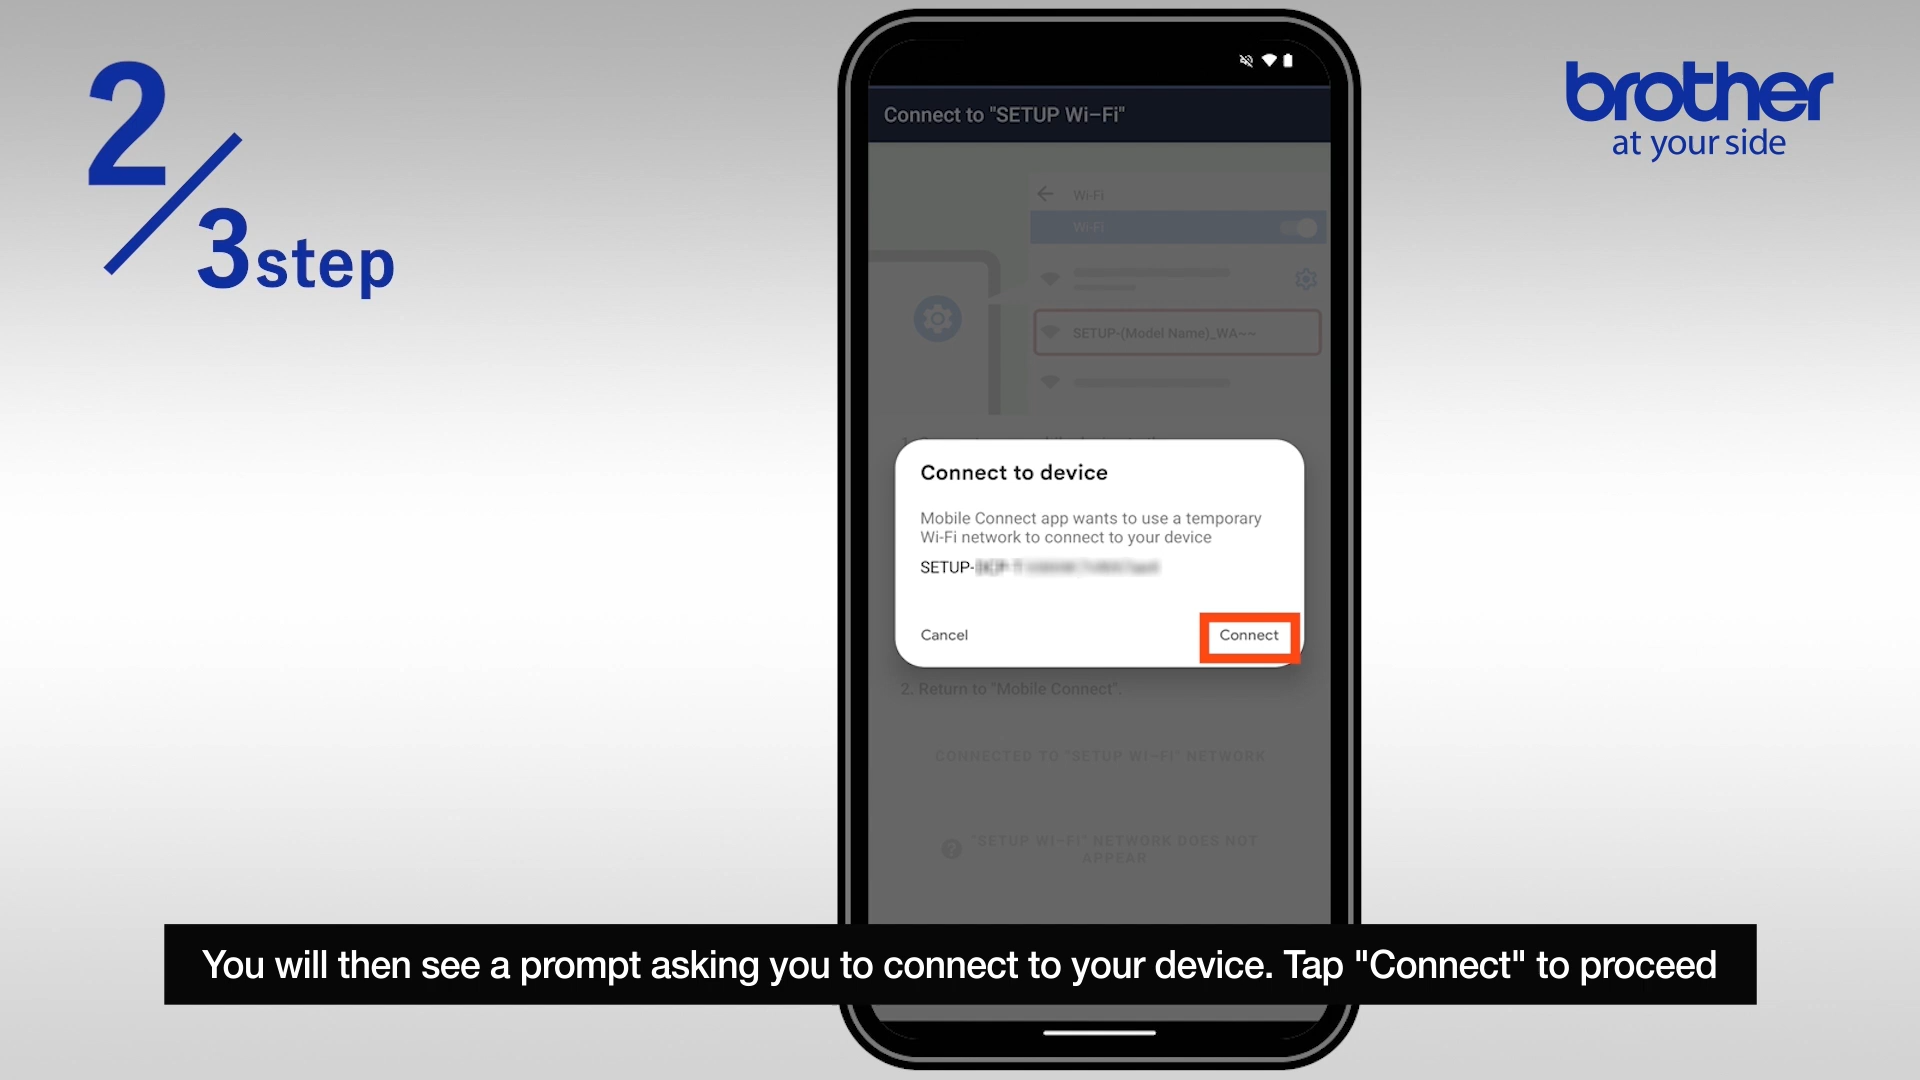 2/3step
brother
at your side
Connect to "SETUP Wi-Fi"
Wi-Fi
Wi-Fi
SETUP-(Model Name)_WA~~
Connect to device
Mobile Connect app wants to use a temporary
Wi-Fi network to connect to your device
SETUP-
Cancel
Connect
2. Return to "Mobile Connect".
CONNECTED TO "SETUP WI-FI" NETWORK
"SETUP WI-FI" NETWORK DOES NOT
APPEAR
You will then see a prompt asking you to connect to your device. Tap "Connect" to proceed